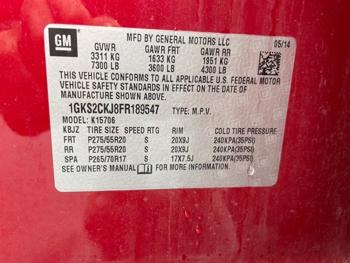 GM
MFD BY GENERAL MOTORS LLC
05/14
GVWR GAWR FRT GAWR RR
3311 KG 1633 KG 1951 KG
7300 LB 3600 LB 4300 LB
THIS VEHICLE CONFORMS TO ALL APPLICABLE U.S. FEDERAL MOTOR
VEHICLE SAFETY STANDARDS IN EFFECT ON THE DATE OF
MANUFACTURE SHOWN ABOVE.
1GKS2CKJ8FR189547 TYPE: M.P.V.
MODEL: K15706
KBJZ TIRE SIZE SPEED RTG RIM COLD TIRE PRESSURE
FRT P275/55R20 S 20X9J 240KPA(35PSI)
RR P275/55R20 S 20X9J 240KPA(35PSI)
SPA P265/70R17 S 17X7.5J 240KPA(35PSI)
SEE OWNER'S MANUAL FOR MORE INFORMATION.